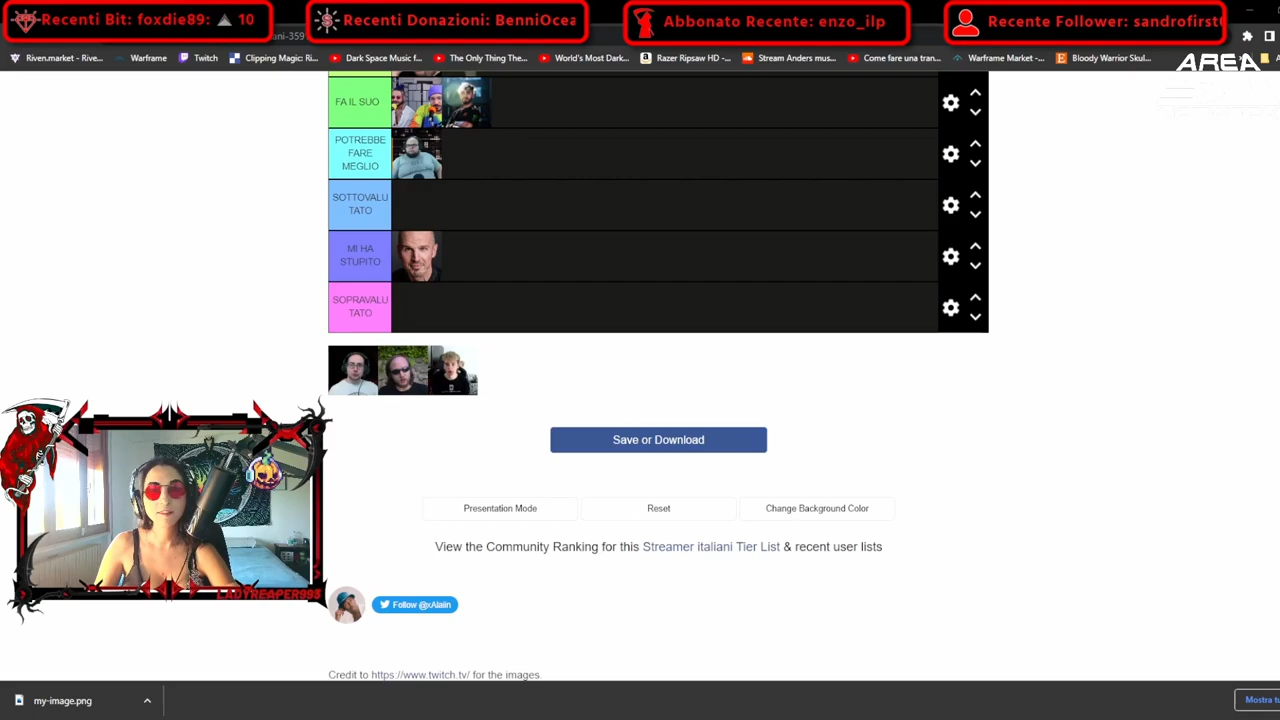 Recenti Bit: foxdie89: 10
Recenti Donazioni: BenniOcea
Abbonato Recente: enzo_ilp
Recente Follower: sandrofirst
uni-359
Riven.market - Rive...
Warframe
Twitch
Clipping Magic: Ri...
Dark Space Music f...
The Only Thing The...
World's Most Dark...
Razer Ripsaw HD -...
Stream Anders mus...
Come fare una tran...
Warframe Market -...
Bloody Warrior Skul...
AREA
FA IL SUO
POTREBBE
FARE
MEGLIO
SOTTOVALU
TATO
MI HA
STUPITO
SOPRAVALU
TATO
Save or Download
Presentation Mode
Reset
Change Background Color
View the Community Ranking for this Streamer italiani Tier List & recent user lists
LADYREAPER993
Follow @xAlaiin
Credit to https://www.twitch.tv/ for the images.
my-image.png
Mostra tu